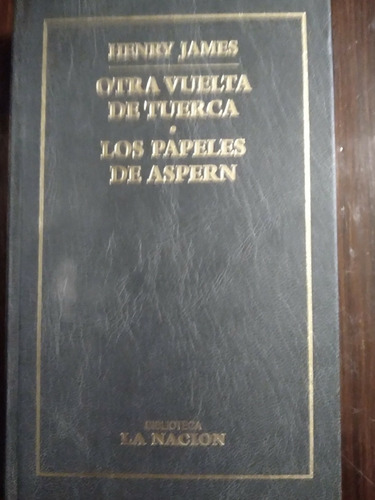 HENRY JAMES
OTRA VUELTA
DE TUERCA
•
LOS PAPELES
DE ASPERN
BIBLIOTECA
LA NACION